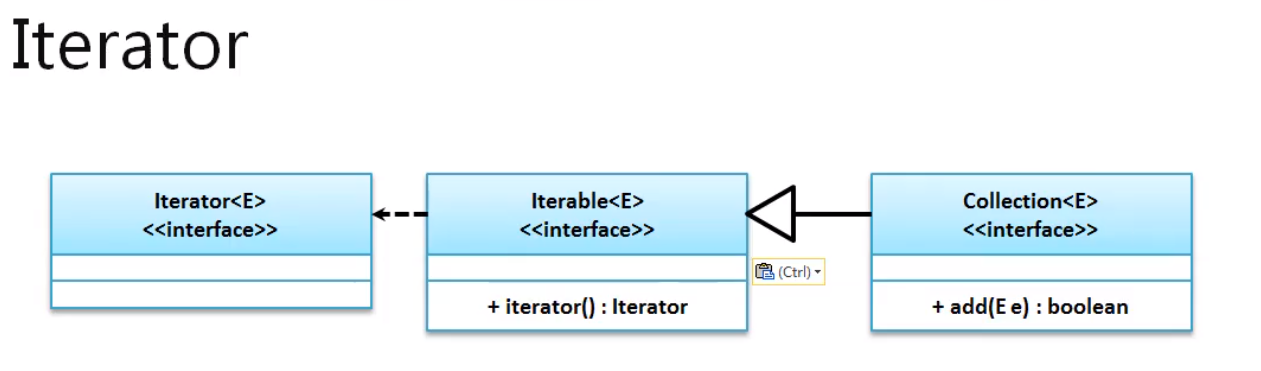 Iterator
Iterator<E>
<<interface>>
Iterable<E>
<<interface>>
+ iterator() : Iterator
Collection<E>
<<interface>>
+ add(E e) : boolean
(Ctrl)